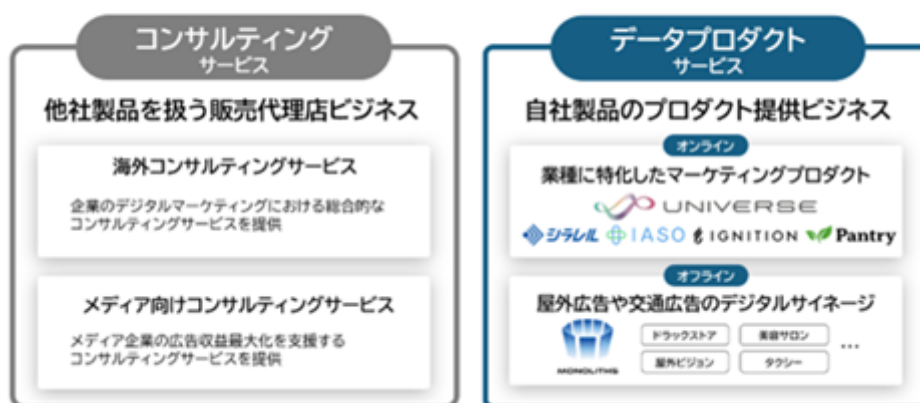 コンサルティング
サービス
他社製品を扱う販売代理店ビジネス
海外コンサルティングサービス
企業のデジタルマーケティングにおける総合的な
コンサルティングサービスを提供
メディア向けコンサルティングサービス
メディア企業の広告収益最大化を支援する
コンサルティングサービスを提供
データプロダクト
サービス
自社製品のプロダクト提供ビジネス
オンライン
業種に特化したマーケティングプロダクト
UNIVERSE
シラレル IASO IGNITION Pantry
オフライン
屋外広告や交通広告のデジタルサイネージ
MONOLITHS
ドラックストア 美容サロン
屋外ビジョン タクシー
...